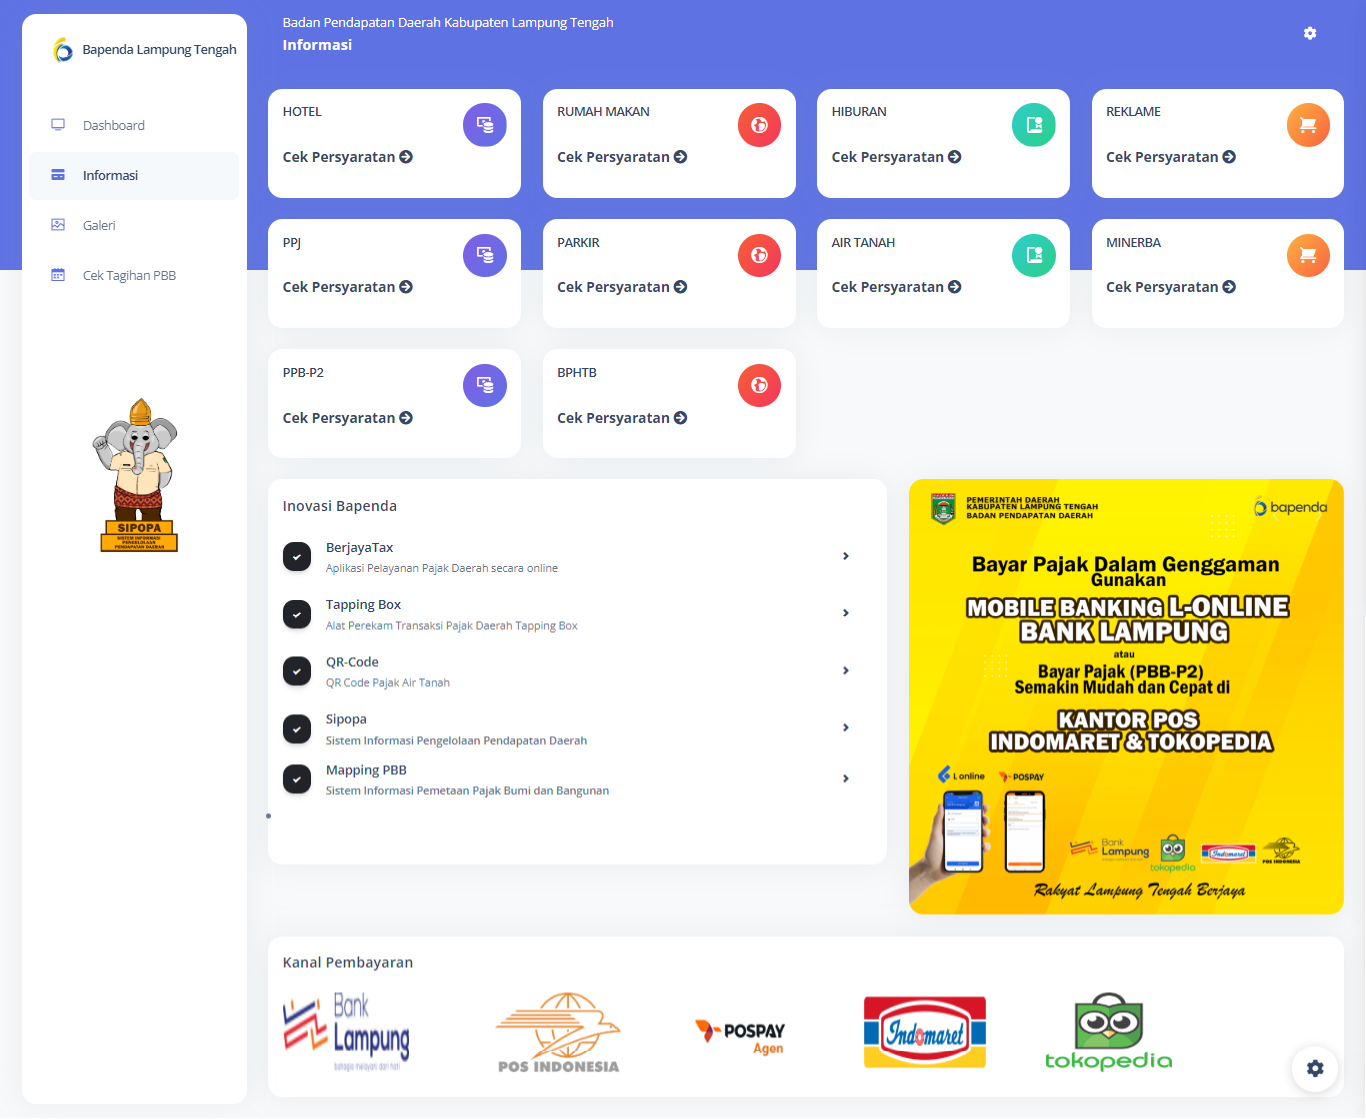 Bapenda Lampung Tengah
Dashboard
Informasi
Galeri
Cek Tagihan PBB
SIPOPA
SISTEM INFORMASI
PENGELOLAAN
PENDAPATAN DAERAH
Badan Pendapatan Daerah Kabupaten Lampung Tengah
Informasi
HOTEL
Cek Persyaratan
RUMAH MAKAN
Cek Persyaratan
HIBURAN
Cek Persyaratan
REKLAME
Cek Persyaratan
PPJ
Cek Persyaratan
PARKIR
Cek Persyaratan
AIR TANAH
Cek Persyaratan
MINERBA
Cek Persyaratan
PPB-P2
Cek Persyaratan
BPHTB
Cek Persyaratan
Inovasi Bapenda
BerjayaTax
Aplikasi Pelayanan Pajak Daerah secara online
Tapping Box
Alat Perekam Transaksi Pajak Daerah Tapping Box
QR-Code
QR Code Pajak Air Tanah
Sipopa
Sistem Informasi Pengelolaan Pendapatan Daerah
Mapping PBB
Sistem Informasi Pemetaan Pajak Bumi dan Bangunan
PEMERINTAH DAERAH
KABUPATEN LAMPUNG TENGAH
BADAN PENDAPATAN DAERAH
bapenda
Bayar Pajak Dalam Genggaman
Gunakan
MOBILE BANKING L-ONLINE
BANK LAMPUNG
atau
Bayar Pajak (PBB-P2)
Semakin Mudah dan Cepat di
KANTOR POS
INDOMARET & TOKOPEDIA
L online
POSPAY
Bank
Lampung
tokopedia
Indomaret
POS INDONESIA
Rakyat Lampung Tengah Berjaya
Kanal Pembayaran
Bank
Lampung
bahagia melayani dari hati
POS INDONESIA
POSPAY
Agen
Indomaret
tokopedia